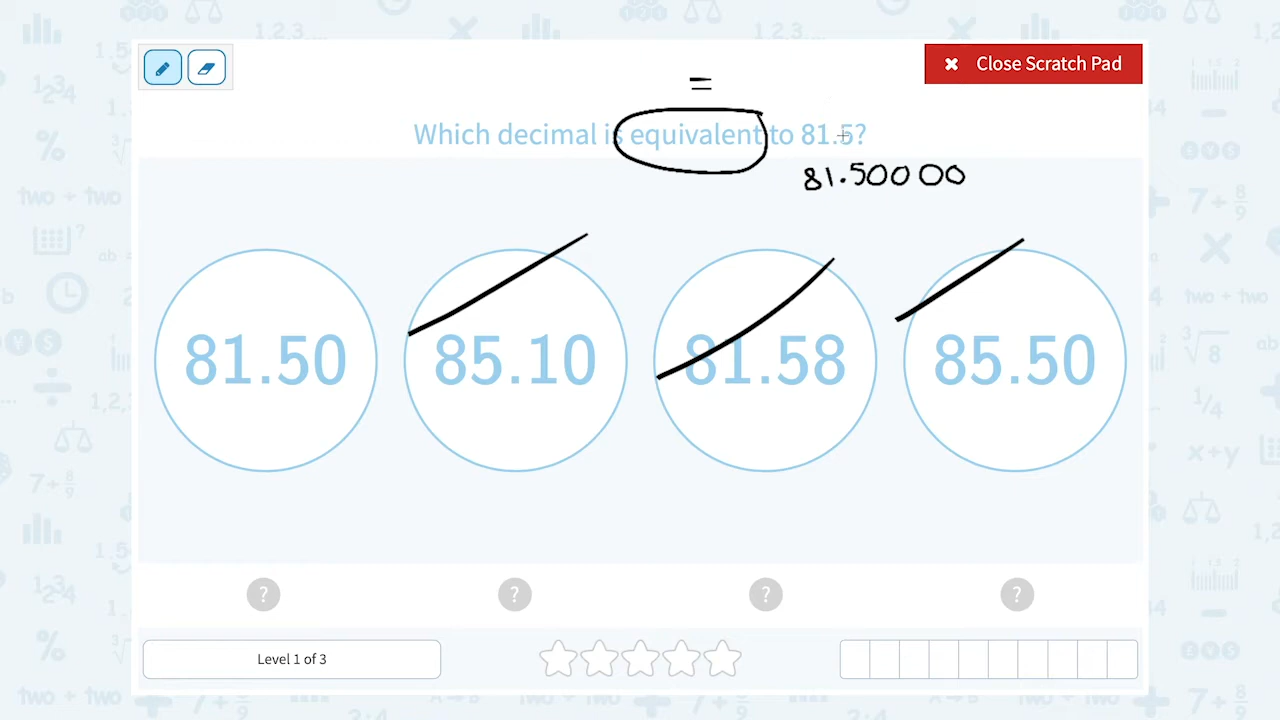 ✖ Close Scratch Pad
=
Which decimal is equivalent to 81.5?
81.50000
81.50 85.10 81.58 85.50
? ? ? ?
Level 1 of 3